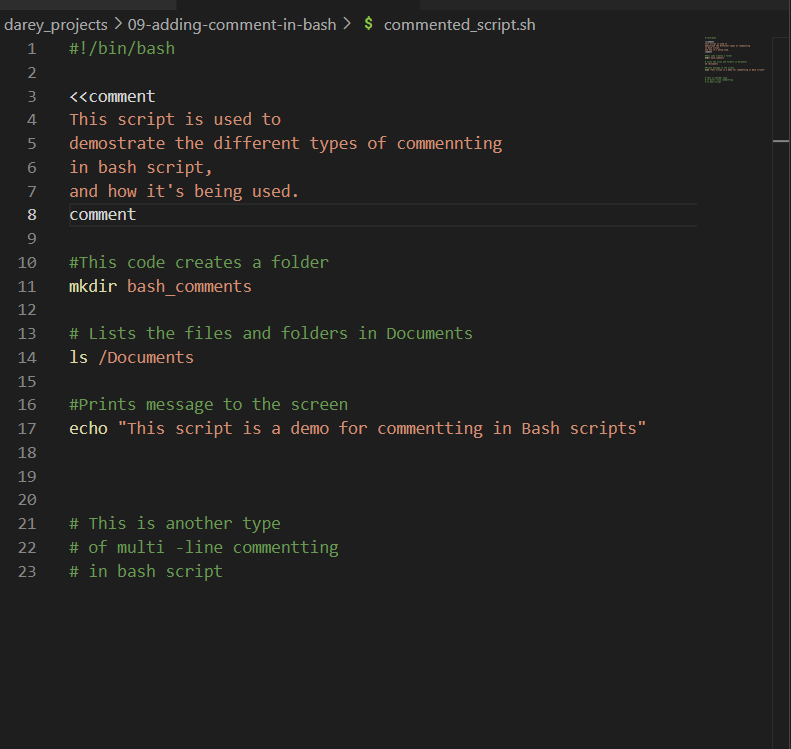 darey_projects > 09-adding-comment-in-bash > $ commented_script.sh
1 #!/bin/bash
2
3 <<comment
4 This script is used to
5 demostrate the different types of commennting
6 in bash script,
7 and how it's being used.
8 comment
9
10 #This code creates a folder
11 mkdir bash_comments
12
13 # Lists the files and folders in Documents
14 ls /Documents
15
16 #Prints message to the screen
17 echo "This script is a demo for commentting in Bash scripts"
18
19
20
21 # This is another type
22 # of multi -line commentting
23 # in bash script